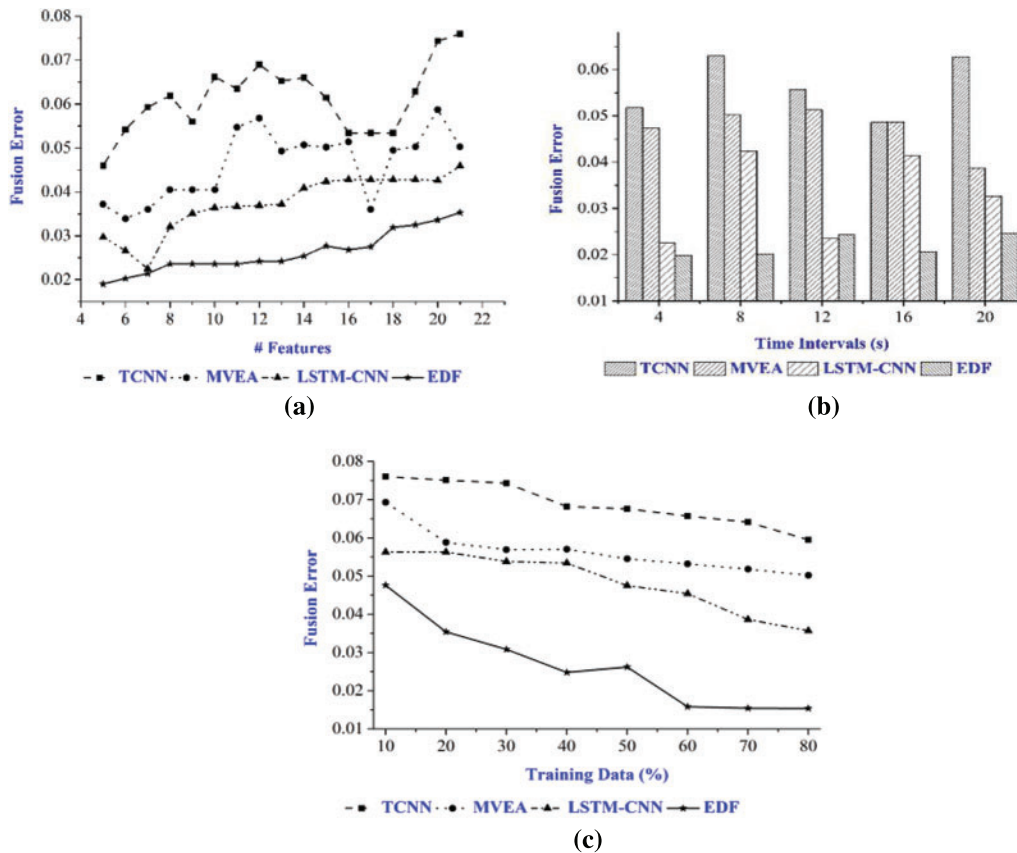 0.08
0.07
0.06
0.05
0.04
0.03
0.02
Fusion Error
4 6 8 10 12 14 16 18 20 22
# Features
TCNN MVEA LSTM-CNN EDF
(a)
0.06
0.05
0.04
0.03
0.02
0.01
Fusion Error
4 8 12 16 20
Time Intervals (s)
TCNN MVEA LSTM-CNN EDF
(b)
0.08
0.07
0.06
0.05
0.04
0.03
0.02
0.01
Fusion Error
10 20 30 40 50 60 70 80
Training Data (%)
TCNN MVEA LSTM-CNN EDF
(c)